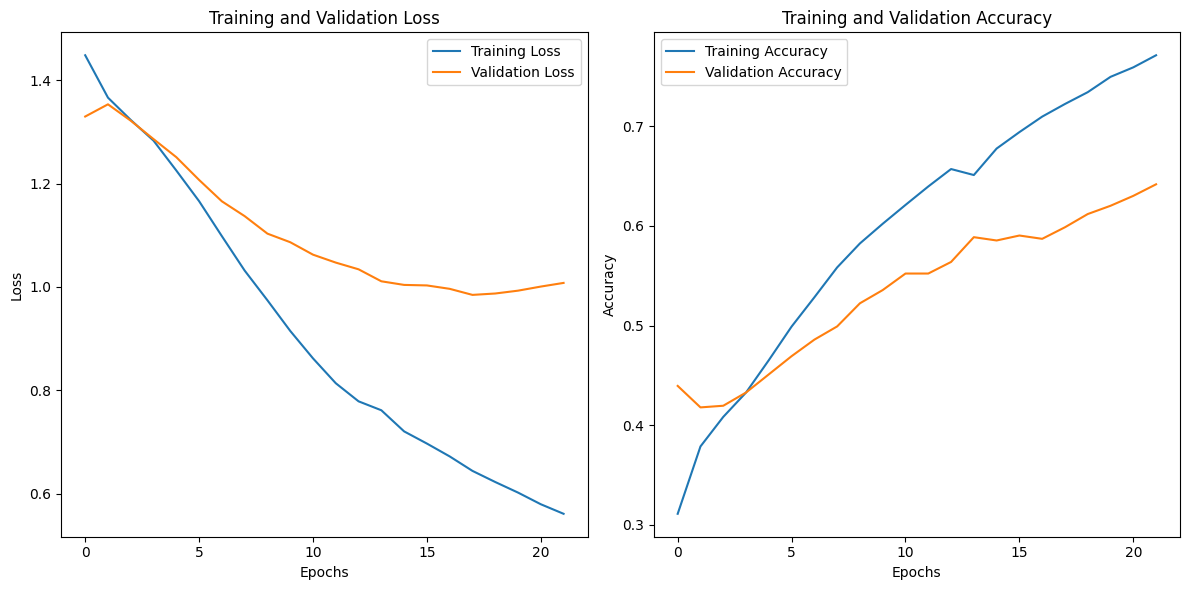 Training and Validation Loss
Training Loss
Validation Loss
1.4
1.2
1.0
0.8
0.6
Loss
0
5
10
15
20
Epochs
Training and Validation Accuracy
Training Accuracy
Validation Accuracy
0.7
0.6
0.5
0.4
0.3
Accuracy
0
5
10
15
20
Epochs